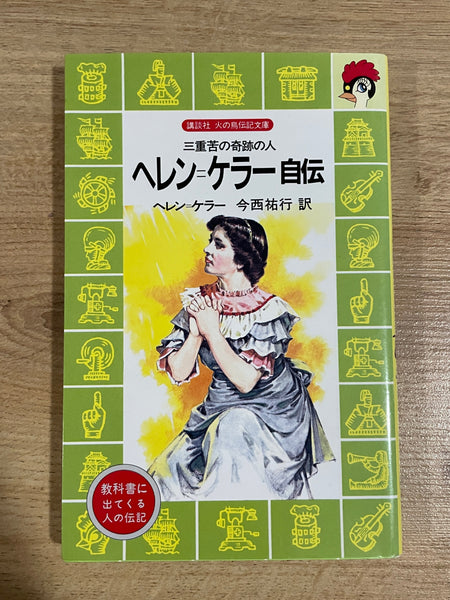 講談社 火の鳥伝記文庫
三重苦の奇跡の人
ヘレン=ケラー自伝
ヘレン=ケラー 今西祐行 訳
教科書に
出てくる
人の伝記